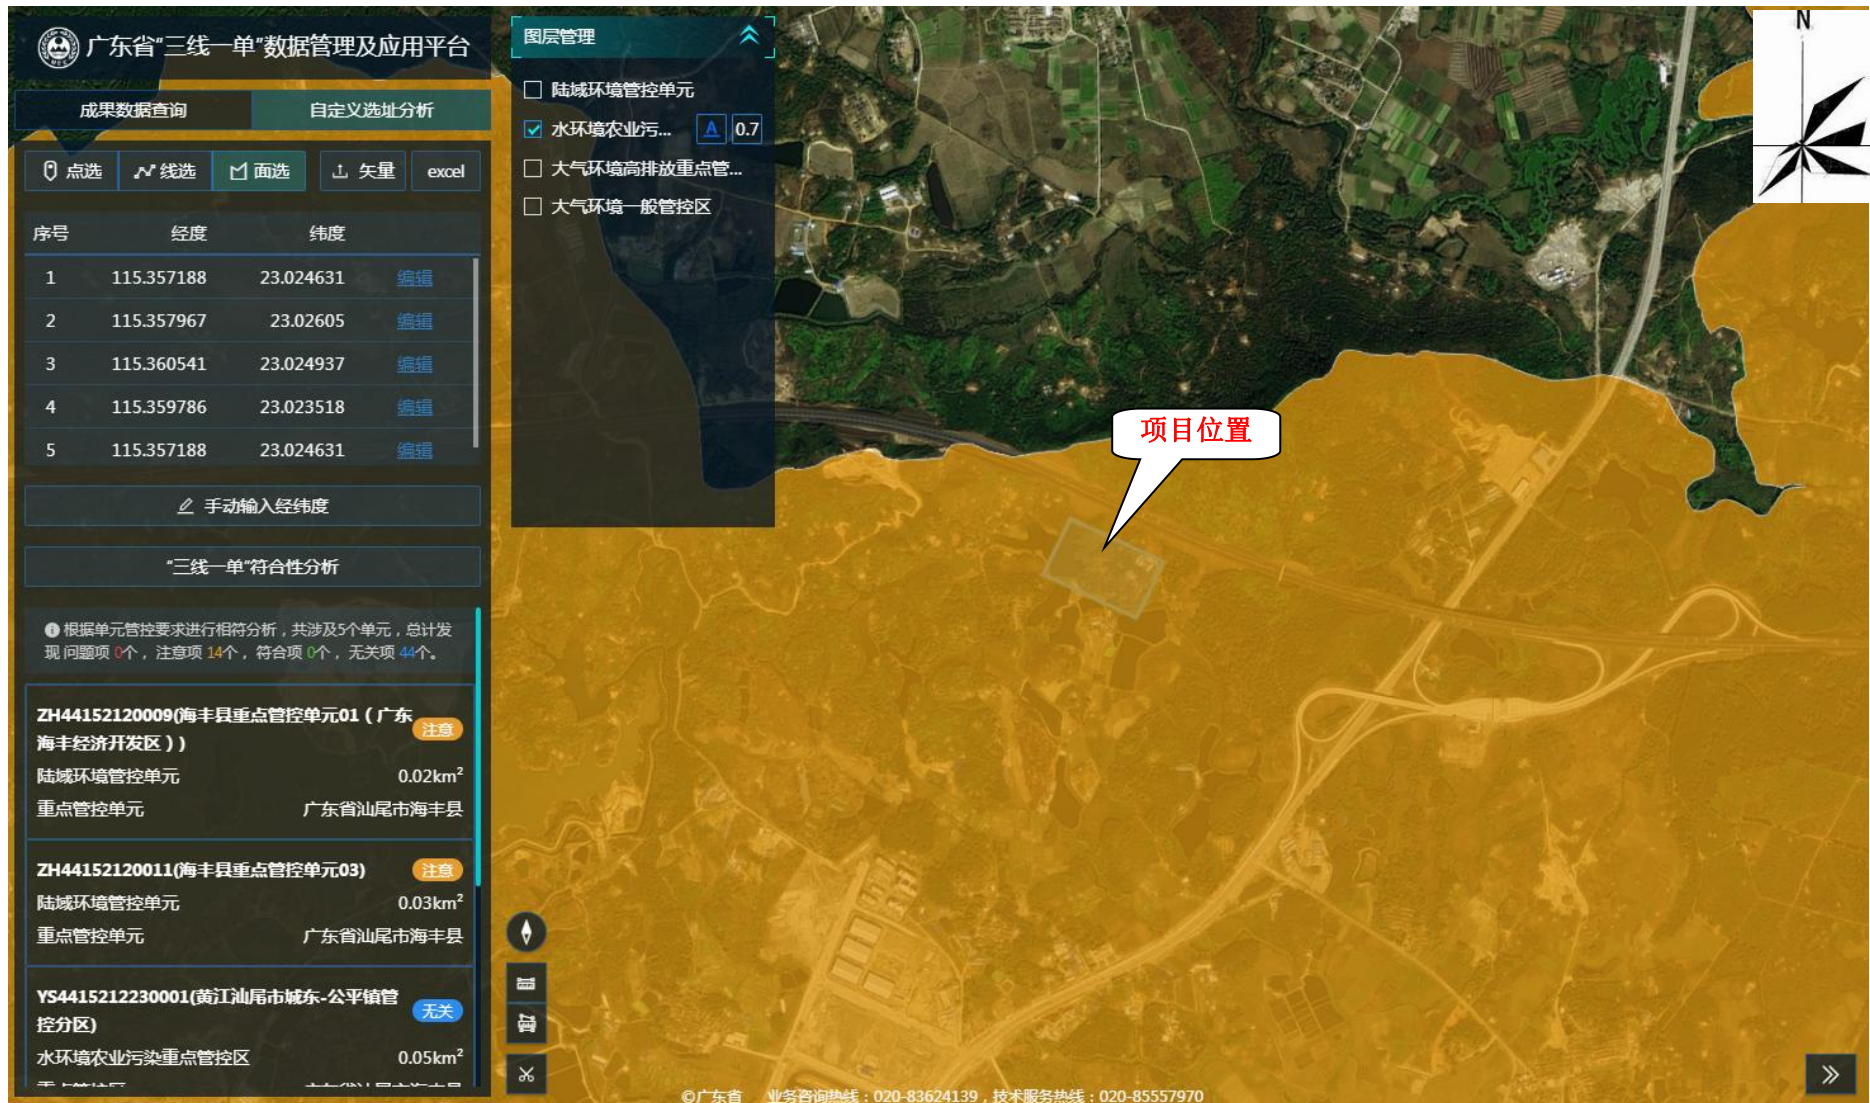 广东省"三线一单"数据管理及应用平台
成果数据查询
自定义选址分析
点选
线选
面选
矢量
excel
序号 经度 纬度
1 115.357188 23.024631 编辑
2 115.357967 23.02605 编辑
3 115.360541 23.024937 编辑
4 115.359786 23.023518 编辑
5 115.357188 23.024631 编辑
手动输入经纬度
"三线一单"符合性分析
根据单元管控要求进行相符分析，共涉及5个单元，总计发
现问题项 0个，注意项 14个，符合项 0个，无关项 44个。
ZH44152120009(海丰县重点管控单元01（广东
海丰经济开发区）)
注意
陆域环境管控单元 0.02km²
重点管控单元 广东省汕尾市海丰县
ZH44152120011(海丰县重点管控单元03)
注意
陆域环境管控单元 0.03km²
重点管控单元 广东省汕尾市海丰县
YS4415212230001(黄江汕尾市城东-公平镇管
控分区)
无关
水环境农业污染重点管控区 0.05km²
图层管理
陆域环境管控单元
水环境农业污... A 0.7
大气环境高排放重点管...
大气环境一般管控区
项目位置
N
©广东省 业务咨询热线：020-83624139，技术服务热线：020-85557970